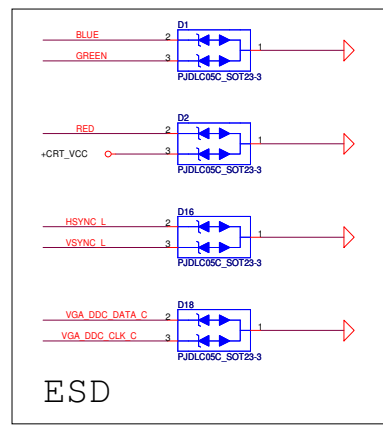 D1
BLUE 2 1
GREEN 3
PJDLC05C_SOT23-3
D2
RED 2 1
+CRT_VCC 3
PJDLC05C_SOT23-3
D16
HSYNC_L 2 1
VSYNC_L 3
PJDLC05C_SOT23-3
D18
VGA_DDC_DATA_C 2 1
VGA_DDC_CLK_C 3
PJDLC05C_SOT23-3
ESD